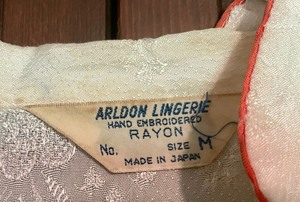 ARLDON LINGERIE
HAND EMBROIDERED
RAYON
No. SIZE M
MADE IN JAPAN